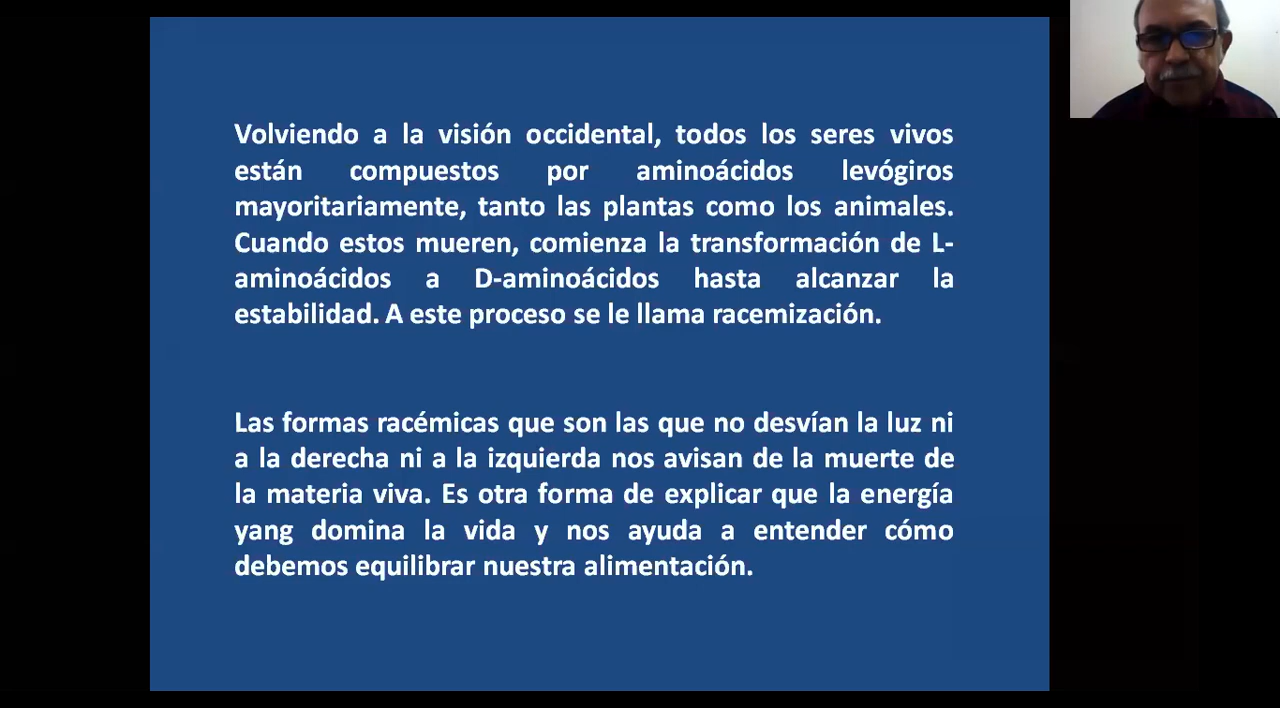 Volviendo a la visión occidental, todos los seres vivos
están compuestos por aminoácidos levógiros
mayoritariamente, tanto las plantas como los animales.
Cuando estos mueren, comienza la transformación de L-
aminoácidos a D-aminoácidos hasta alcanzar la
estabilidad. A este proceso se le llama racemización.
Las formas racémicas que son las que no desvían la luz ni
a la derecha ni a la izquierda nos avisan de la muerte de
la materia viva. Es otra forma de explicar que la energía
yang domina la vida y nos ayuda a entender cómo
debemos equilibrar nuestra alimentación.